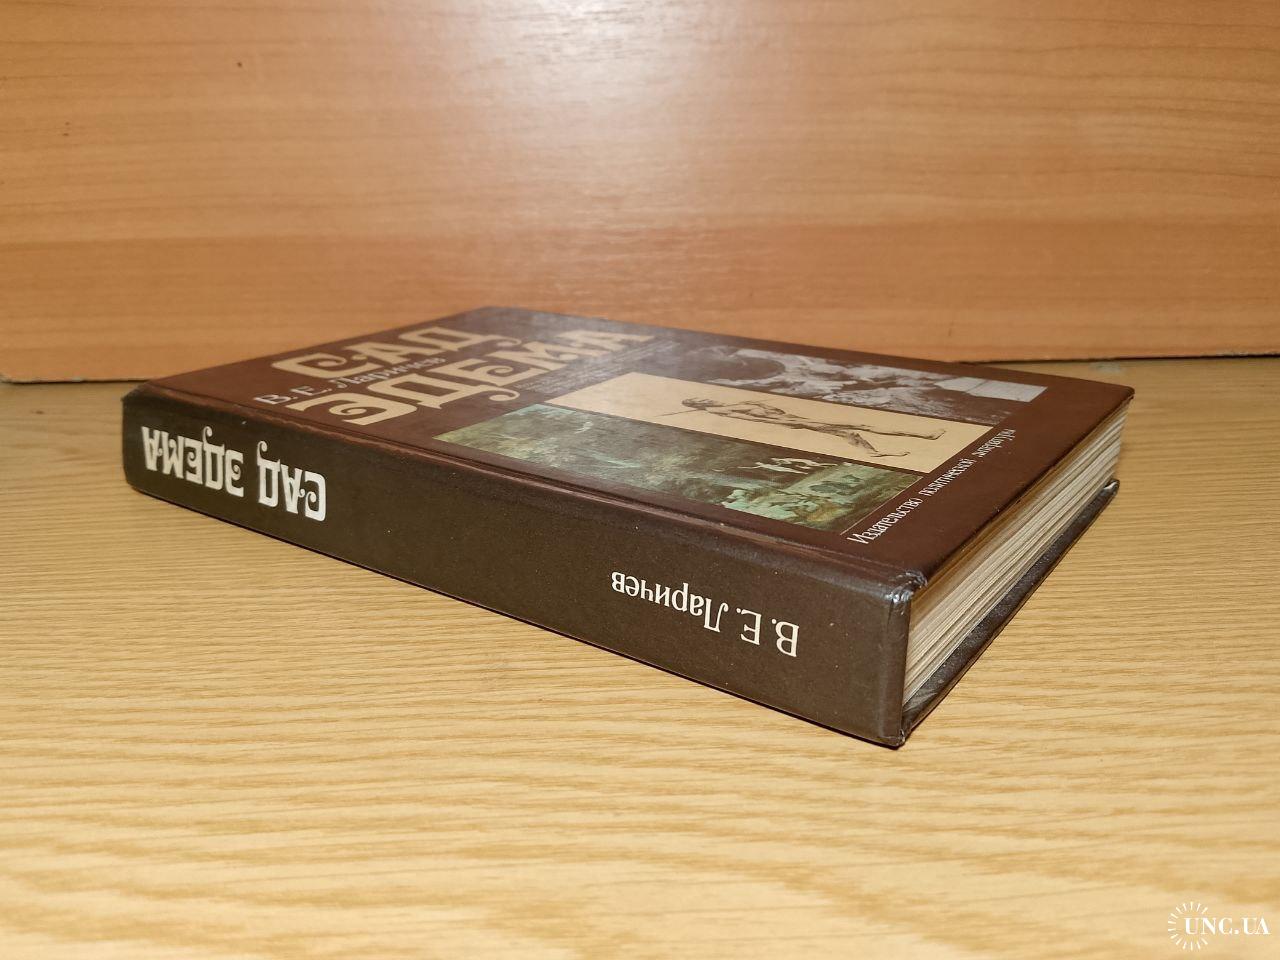 В. Е. Ларичев
САД
ЭДЕМА
Издательство политической литературы
В. Е. Ларичев
САД ЭДЕМА
UNC.UA